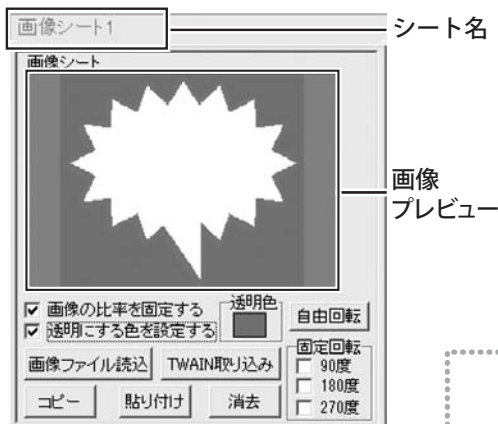 画像シート1
シート名
画像シート
画像
プレビュー
画像の比率を固定する
透明色
透明にする色を設定する
自由回転
画像ファイル読込
TWAIN取り込み
固定回転
90度
180度
270度
コピー
貼り付け
消去